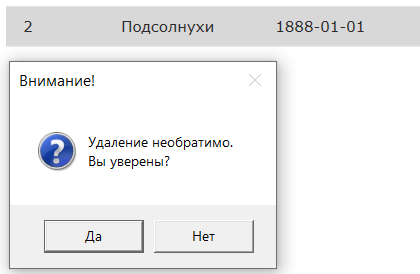 2 Подсолнухи 1888-01-01
Внимание!
Удаление необратимо.
Вы уверены?
Да Нет